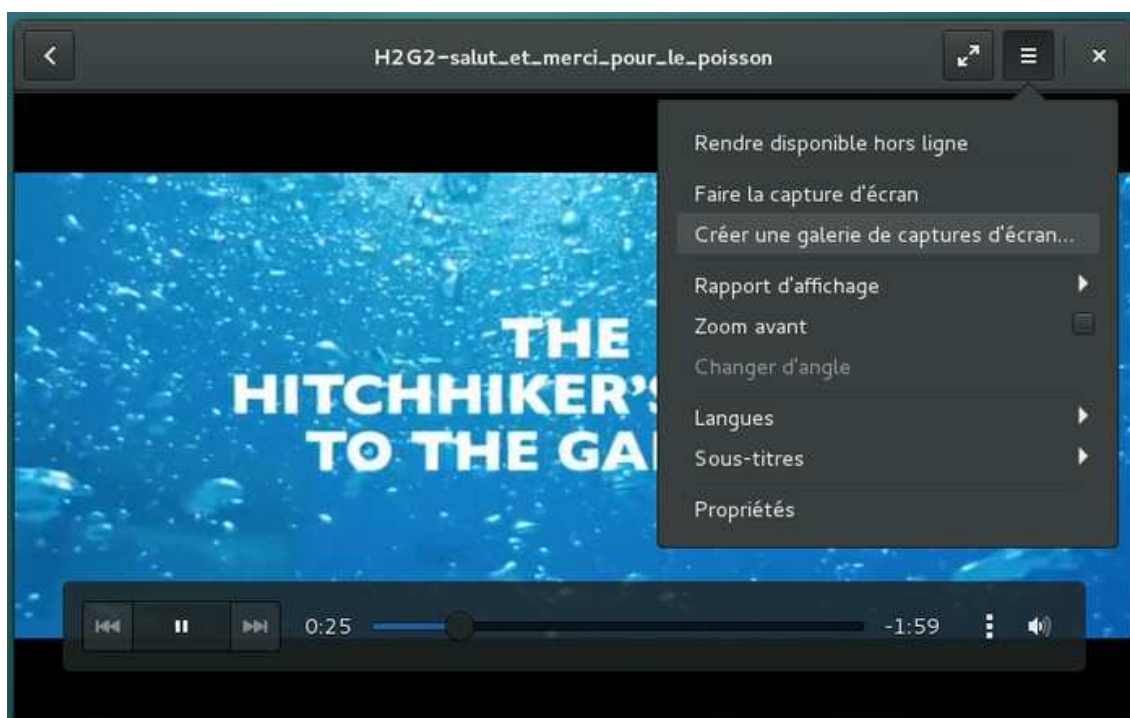 H2G2-salut_et_merci_pour_le_poisson
Rendre disponible hors ligne
Faire la capture d'écran
Créer une galerie de captures d'écran...
Rapport d'affichage
Zoom avant
Changer d'angle
Langues
Sous-titres
Propriétés
THE
HITCHHIKER'S
TO THE GA
0:25
-1:59